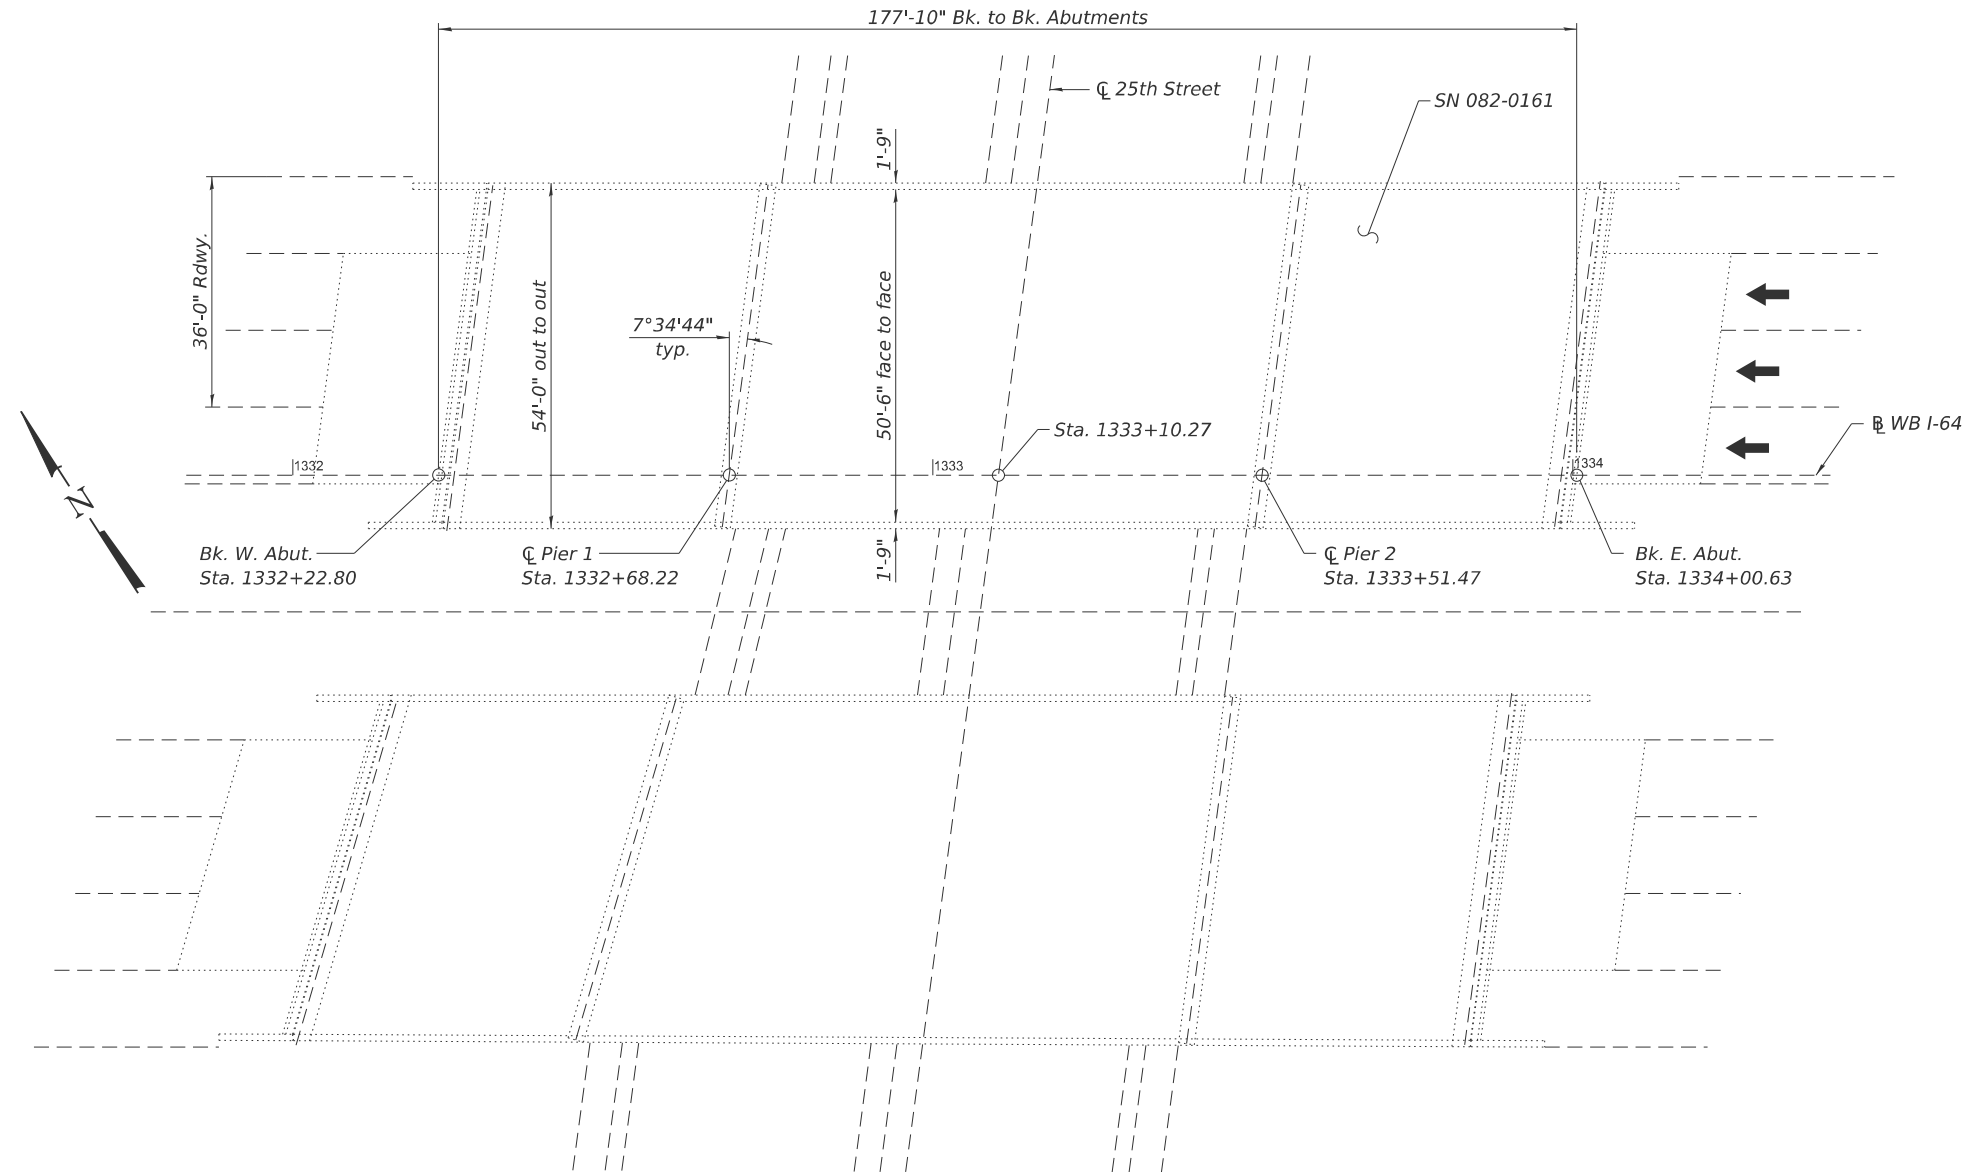 177'-10" Bk. to Bk. Abutments
℄ 25th Street
SN 082-0161
1'-9"
36'-0" Rdwy.
54'-0" out to out
7°34'44"
typ.
50'-6" face to face
Sta. 1333+10.27
BL WB I-64
1332
1333
1334
N
Bk. W. Abut.
Sta. 1332+22.80
℄ Pier 1
Sta. 1332+68.22
1'-9"
℄ Pier 2
Sta. 1333+51.47
Bk. E. Abut.
Sta. 1334+00.63